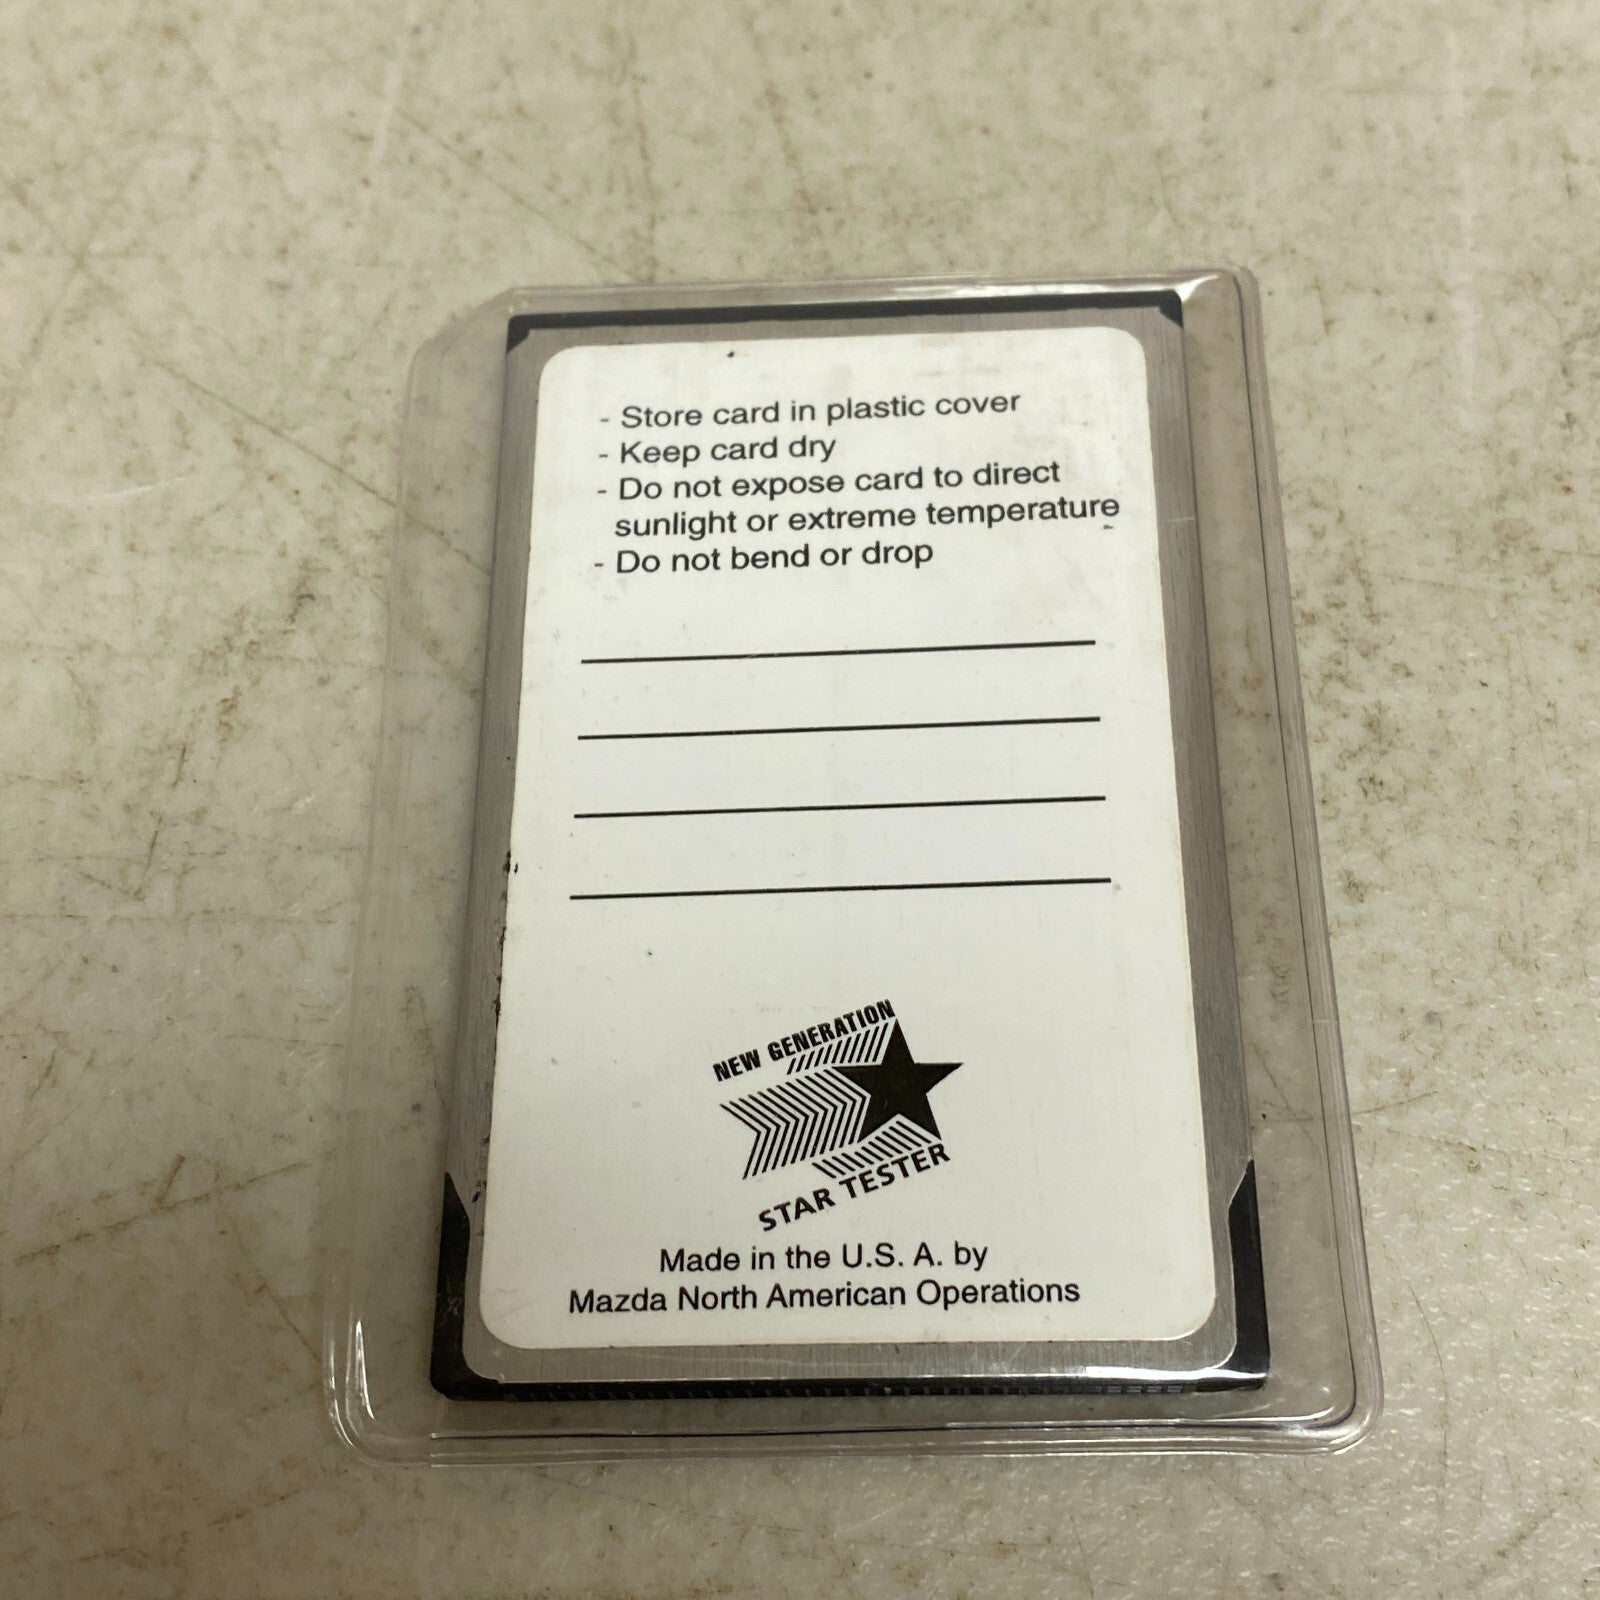 - Store card in plastic cover
- Keep card dry
- Do not expose card to direct
sunlight or extreme temperature
- Do not bend or drop
NEW GENERATION
STAR TESTER
Made in the U.S. A. by
Mazda North American Operations